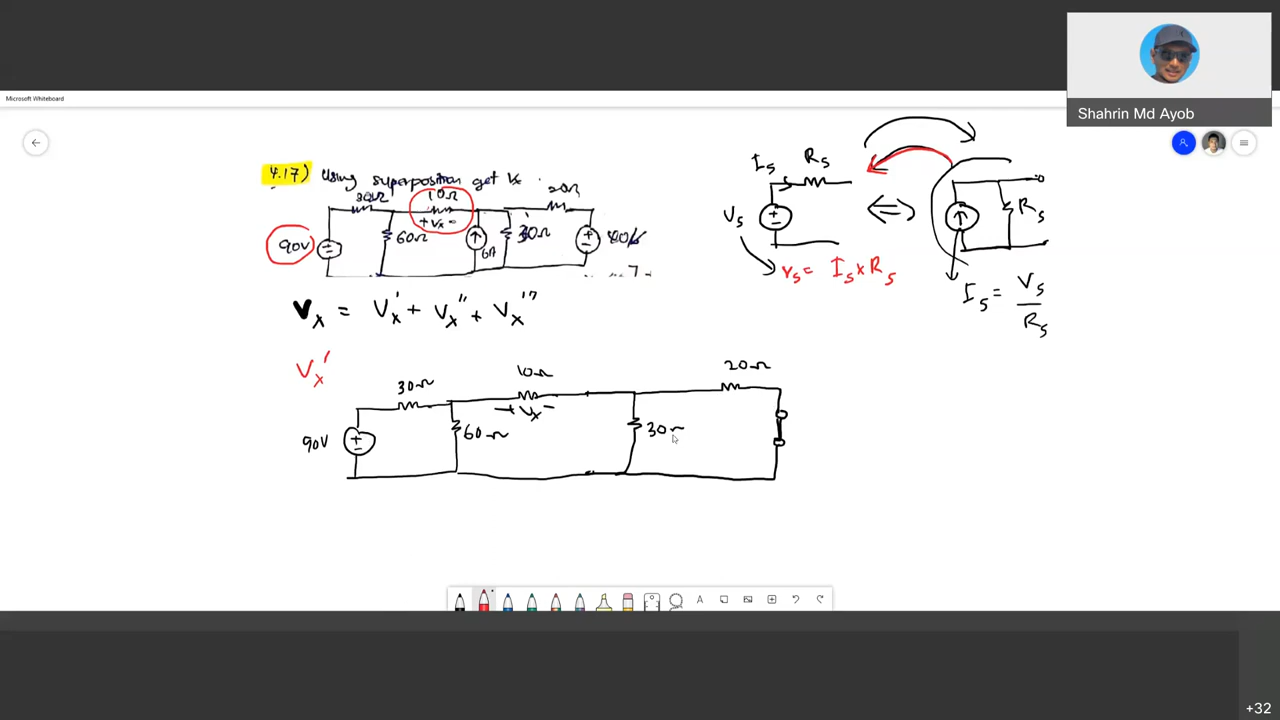 Shahrin Md Ayob
Microsoft Whiteboard
4.17) Using superposition get Vx
30Ω 10Ω 20Ω
+ Vx -
90V 60Ω 6A 30Ω
Is Rs
Vs
Rs
Vs = Is x Rs
Is = Vs / Rs
Vx = Vx' + Vx'' + Vx'''
Vx'
30Ω 10Ω 20Ω
+ Vx -
90V 60Ω 30Ω
A
+32